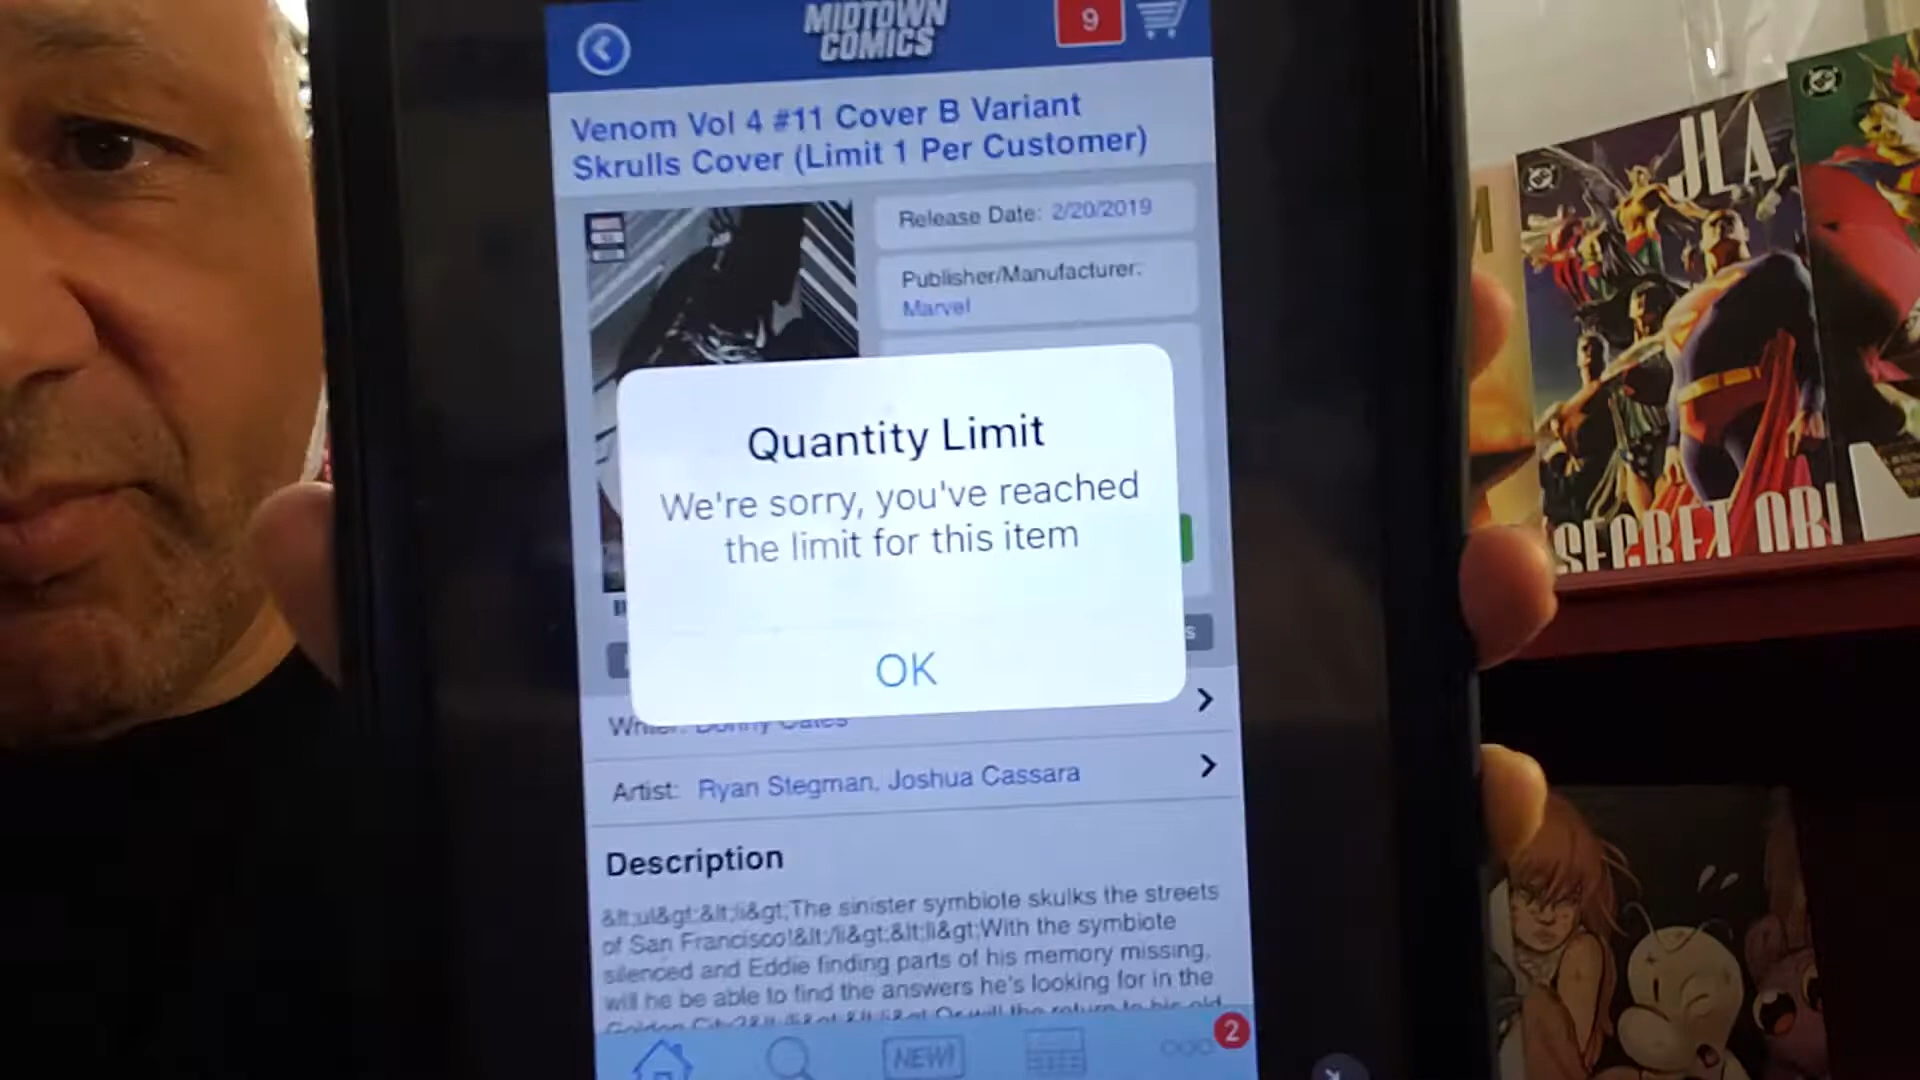 MIDTOWN
COMICS
9
Venom Vol 4 #11 Cover B Variant
Skrulls Cover (Limit 1 Per Customer)
Release Date: 2/20/2019
Publisher/Manufacturer:
Marvel
Quantity Limit
We're sorry, you've reached
the limit for this item
OK
Writer: Donny Cates
Artist: Ryan Stegman, Joshua Cassara
Description
&lt;ul&gt;&lt;li&gt;The sinister symbiote skulks the streets
of San Francisco!&lt;/li&gt;&lt;li&gt;With the symbiote
silenced and Eddie finding parts of his memory missing,
will he be able to find the answers he's looking for in the
NEW!
2
JLA
SECRET ORI